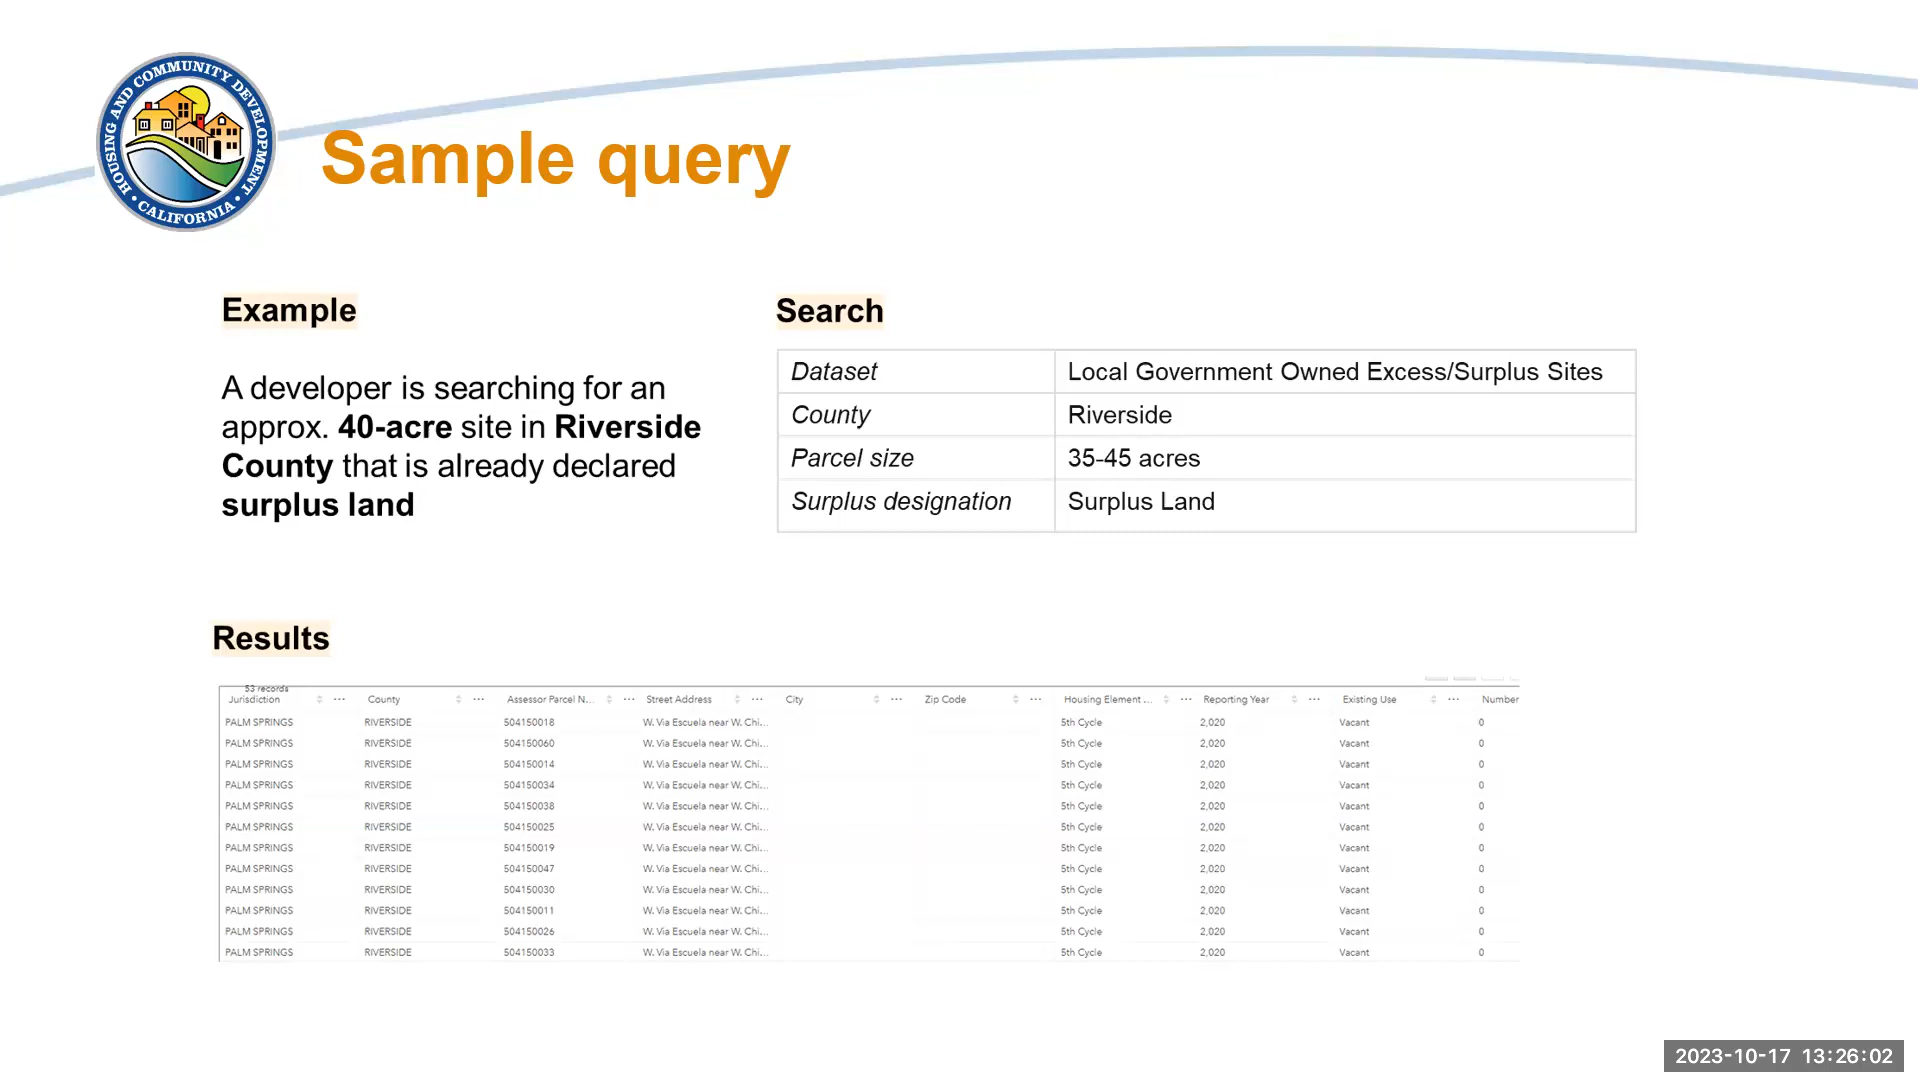 HOUSING AND COMMUNITY DEVELOPMENT
• CALIFORNIA •
Sample query
Example
A developer is searching for an
approx. 40-acre site in Riverside
County that is already declared
surplus land
Search
Dataset Local Government Owned Excess/Surplus Sites
County Riverside
Parcel size 35-45 acres
Surplus designation Surplus Land
Results
53 records
Jurisdiction ... County ... Assessor Parcel N... ... Street Address ... City ... Zip Code ... Housing Element ... ... Reporting Year ... Existing Use ... Number
PALM SPRINGS RIVERSIDE 504150018 W. Via Escuela near W. Chi... 5th Cycle 2,020 Vacant 0
PALM SPRINGS RIVERSIDE 504150060 W. Via Escuela near W. Chi... 5th Cycle 2,020 Vacant 0
PALM SPRINGS RIVERSIDE 504150014 W. Via Escuela near W. Chi... 5th Cycle 2,020 Vacant 0
PALM SPRINGS RIVERSIDE 504150034 W. Via Escuela near W. Chi... 5th Cycle 2,020 Vacant 0
PALM SPRINGS RIVERSIDE 504150038 W. Via Escuela near W. Chi... 5th Cycle 2,020 Vacant 0
PALM SPRINGS RIVERSIDE 504150025 W. Via Escuela near W. Chi... 5th Cycle 2,020 Vacant 0
PALM SPRINGS RIVERSIDE 504150019 W. Via Escuela near W. Chi... 5th Cycle 2,020 Vacant 0
PALM SPRINGS RIVERSIDE 504150047 W. Via Escuela near W. Chi... 5th Cycle 2,020 Vacant 0
PALM SPRINGS RIVERSIDE 504150030 W. Via Escuela near W. Chi... 5th Cycle 2,020 Vacant 0
PALM SPRINGS RIVERSIDE 504150011 W. Via Escuela near W. Chi... 5th Cycle 2,020 Vacant 0
PALM SPRINGS RIVERSIDE 504150026 W. Via Escuela near W. Chi... 5th Cycle 2,020 Vacant 0
PALM SPRINGS RIVERSIDE 504150033 W. Via Escuela near W. Chi... 5th Cycle 2,020 Vacant 0
2023-10-17 13:26:02